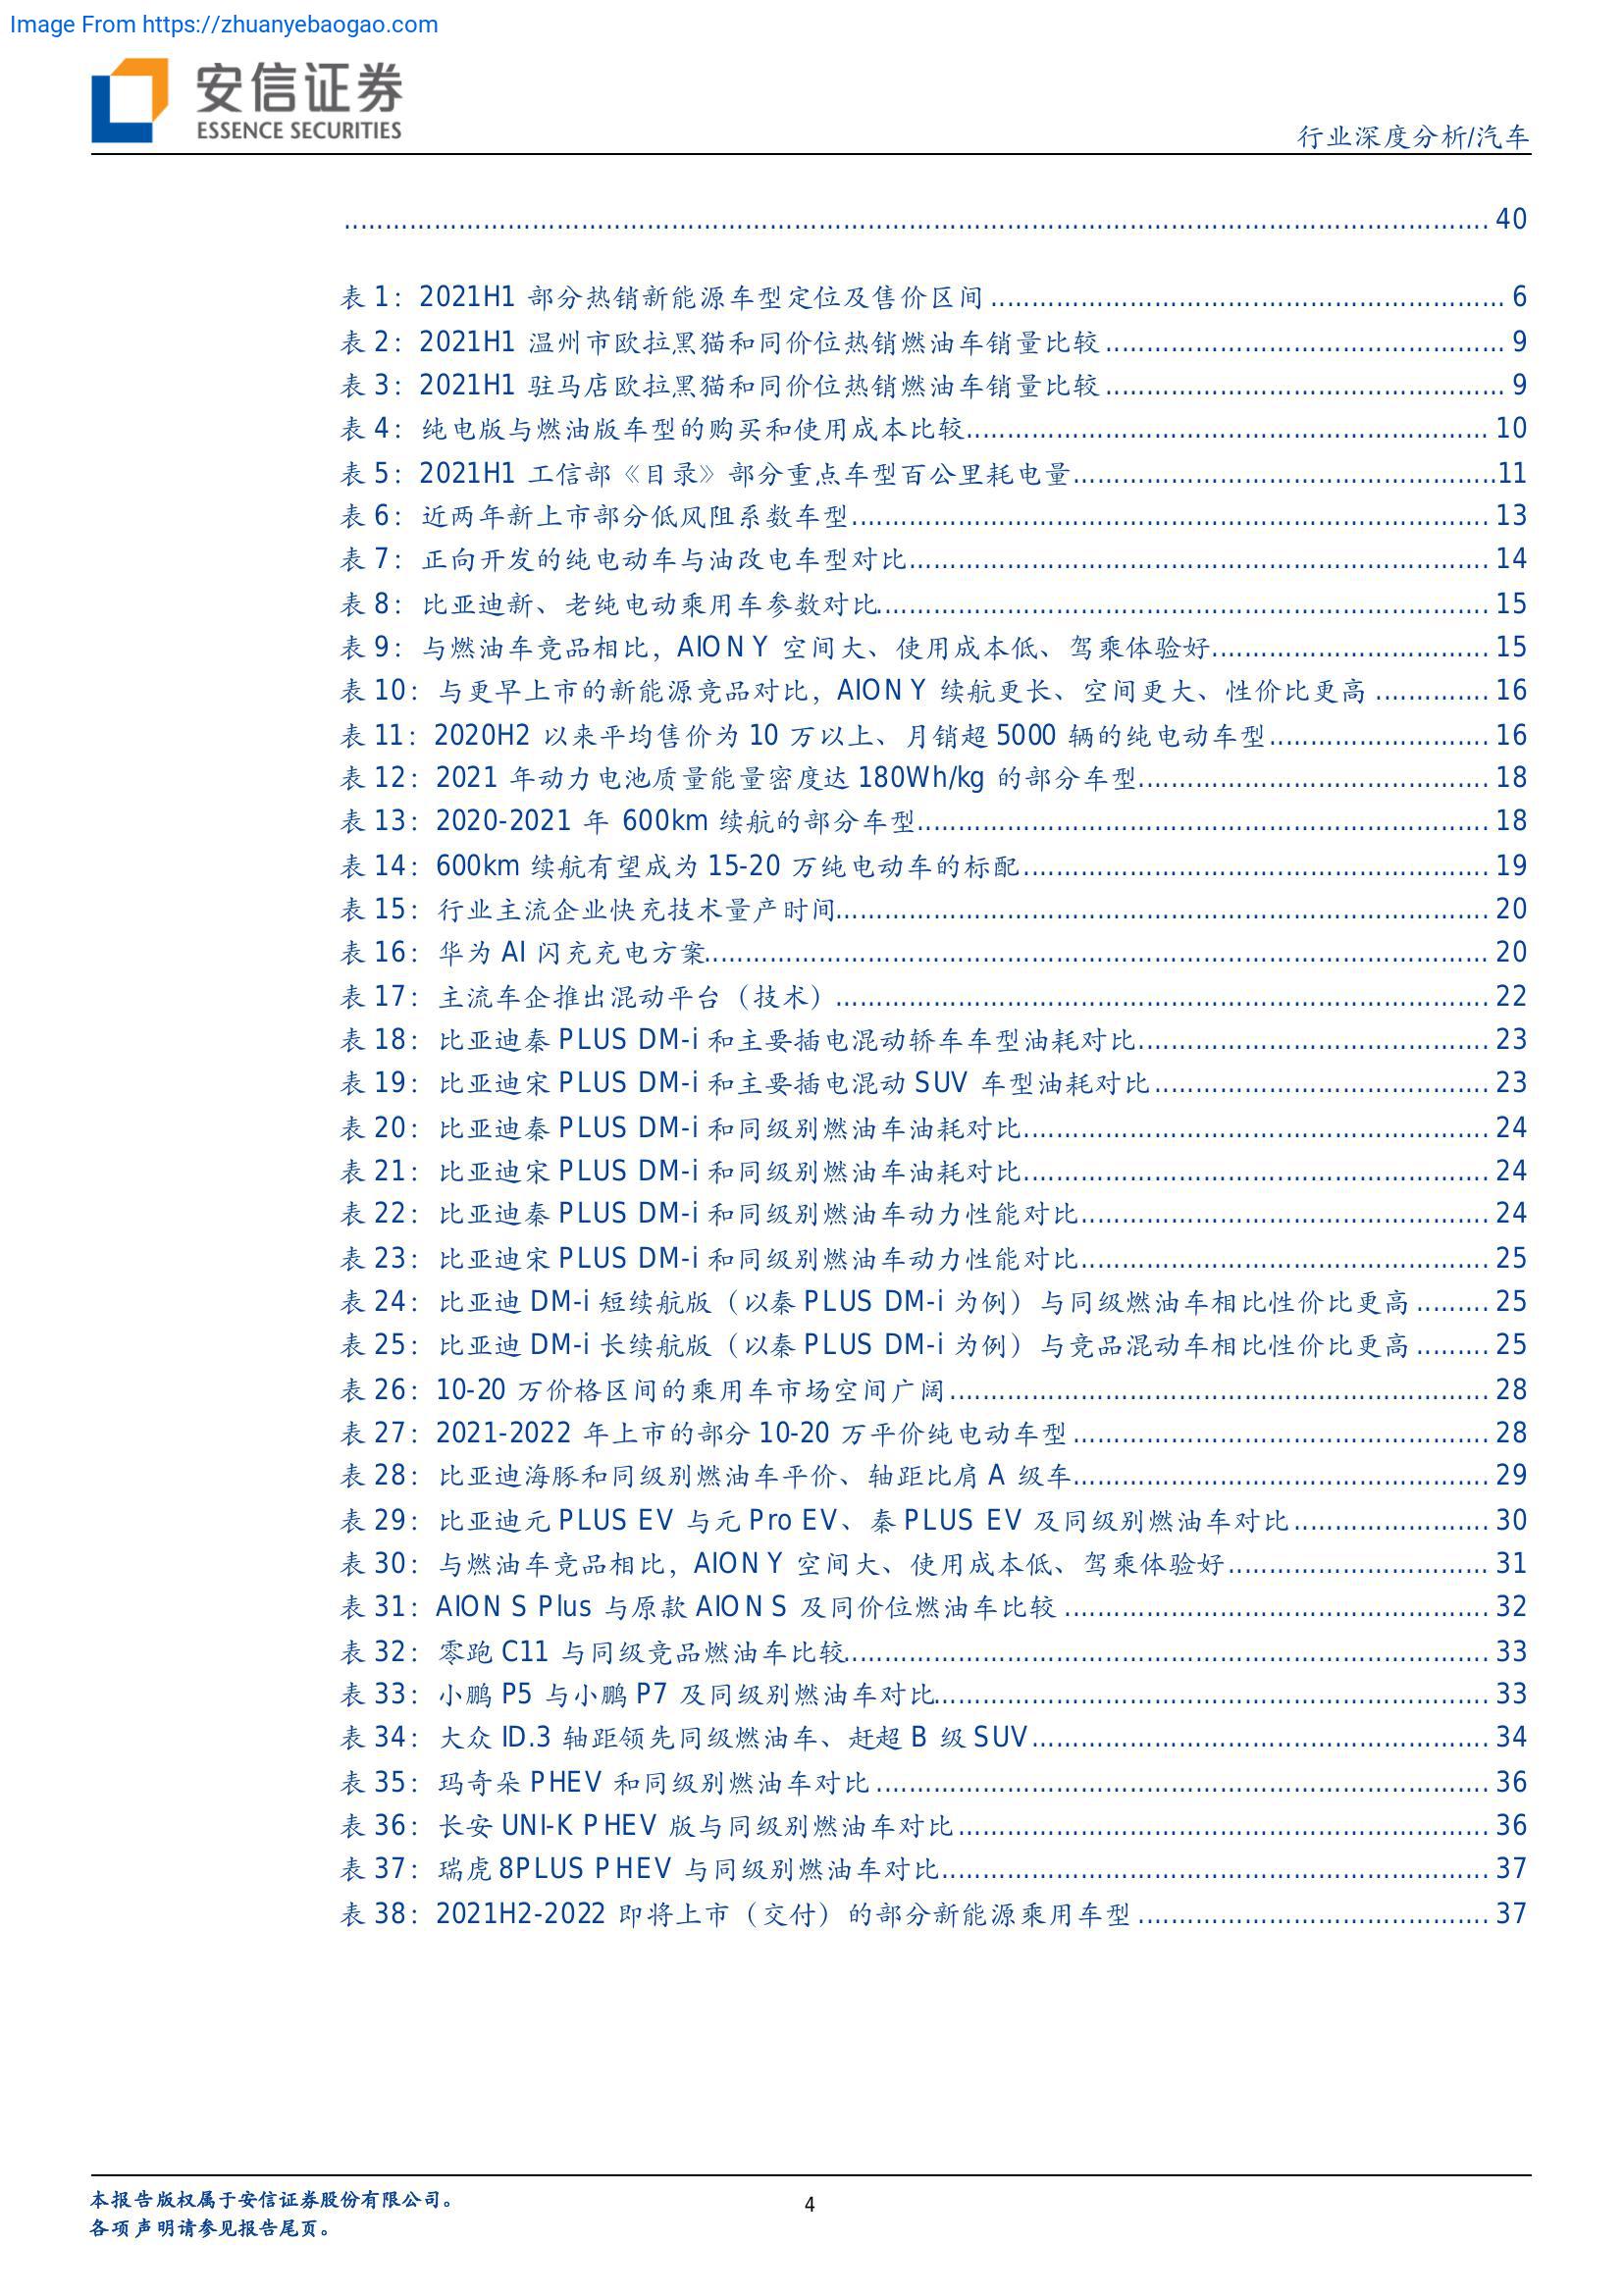 Image From https://zhuanyebaogao.com
安信证券
ESSENCE SECURITIES
行业深度分析/汽车
........................................ 40
表 1：2021H1 部分热销新能源车型定位及售价区间........................................ 6
表 2：2021H1 温州市欧拉黑猫和同价位热销燃油车销量比较........................................ 9
表 3：2021H1 驻马店欧拉黑猫和同价位热销燃油车销量比较........................................ 9
表 4：纯电版与燃油版车型的购买和使用成本比较........................................ 10
表 5：2021H1 工信部《目录》部分重点车型百公里耗电量........................................11
表 6：近两年新上市部分低风阻系数车型........................................ 13
表 7：正向开发的纯电动车与油改电车型对比........................................ 14
表 8：比亚迪新、老纯电动乘用车参数对比........................................ 15
表 9：与燃油车竞品相比，AION Y 空间大、使用成本低、驾乘体验好........................................ 15
表 10：与更早上市的新能源竞品对比，AION Y 续航更长、空间更大、性价比更高.............. 16
表 11：2020H2 以来平均售价为 10 万以上、月销超 5000 辆的纯电动车型........................... 16
表 12：2021 年动力电池质量能量密度达 180Wh/kg 的部分车型........................................ 18
表 13：2020-2021 年 600km 续航的部分车型........................................ 18
表 14：600km 续航有望成为 15-20 万纯电动车的标配........................................ 19
表 15：行业主流企业快充技术量产时间........................................ 20
表 16：华为 AI 闪充充电方案........................................ 20
表 17：主流车企推出混动平台（技术）........................................ 22
表 18：比亚迪秦 PLUS DM-i 和主要插电混动轿车车型油耗对比........................................ 23
表 19：比亚迪宋 PLUS DM-i 和主要插电混动 SUV 车型油耗对比........................................ 23
表 20：比亚迪秦 PLUS DM-i 和同级别燃油车油耗对比........................................ 24
表 21：比亚迪宋 PLUS DM-i 和同级别燃油车油耗对比........................................ 24
表 22：比亚迪秦 PLUS DM-i 和同级别燃油车动力性能对比........................................ 24
表 23：比亚迪宋 PLUS DM-i 和同级别燃油车动力性能对比........................................ 25
表 24：比亚迪 DM-i 短续航版（以秦 PLUS DM-i 为例）与同级燃油车相比性价比更高......... 25
表 25：比亚迪 DM-i 长续航版（以秦 PLUS DM-i 为例）与竞品混动车相比性价比更高......... 25
表 26：10-20 万价格区间的乘用车市场空间广阔........................................ 28
表 27：2021-2022 年上市的部分 10-20 万平价纯电动车型........................................ 28
表 28：比亚迪海豚和同级别燃油车平价、轴距比肩 A 级车........................................ 29
表 29：比亚迪元 PLUS EV 与元 Pro EV、秦 PLUS EV 及同级别燃油车对比........................ 30
表 30：与燃油车竞品相比，AION Y 空间大、使用成本低、驾乘体验好................................ 31
表 31：AION S Plus 与原款 AION S 及同价位燃油车比较........................................ 32
表 32：零跑 C11 与同级竞品燃油车比较........................................ 33
表 33：小鹏 P5 与小鹏 P7 及同级别燃油车对比........................................ 33
表 34：大众 ID.3 轴距领先同级燃油车、赶超 B 级 SUV........................................ 34
表 35：玛奇朵 PHEV 和同级别燃油车对比........................................ 36
表 36：长安 UNI-K PHEV 版与同级别燃油车对比........................................ 36
表 37：瑞虎 8PLUS PHEV 与同级别燃油车对比........................................ 37
表 38：2021H2-2022 即将上市（交付）的部分新能源乘用车型........................................ 37
本报告版权属于安信证券股份有限公司。
4
各项声明请参见报告尾页。